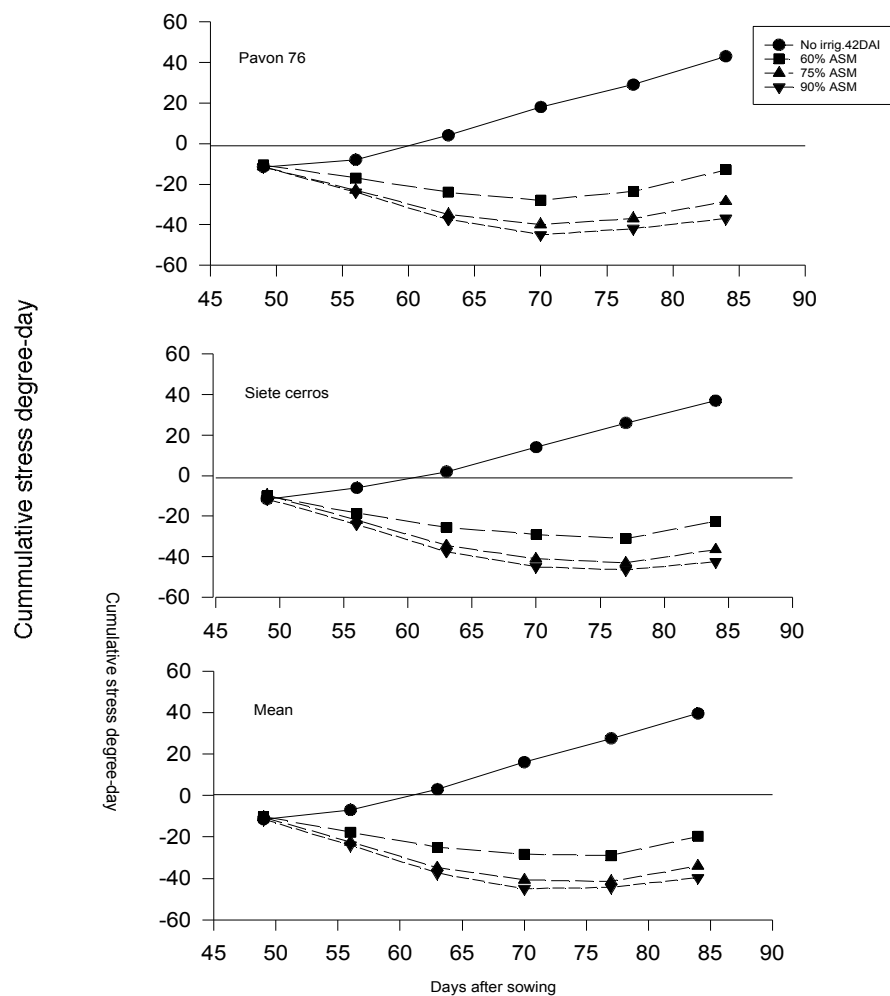 Cummulative stress degree-day
Cumulative stress degree-day
60
40
20
0
-20
-40
-60
Pavon 76
No irrig.42DAI
60% ASM
75% ASM
90% ASM
45 50 55 60 65 70 75 80 85 90
60
40
20
0
-20
-40
-60
Siete cerros
45 50 55 60 65 70 75 80 85 90
60
40
20
0
-20
-40
-60
Mean
45 50 55 60 65 70 75 80 85 90
Days after sowing